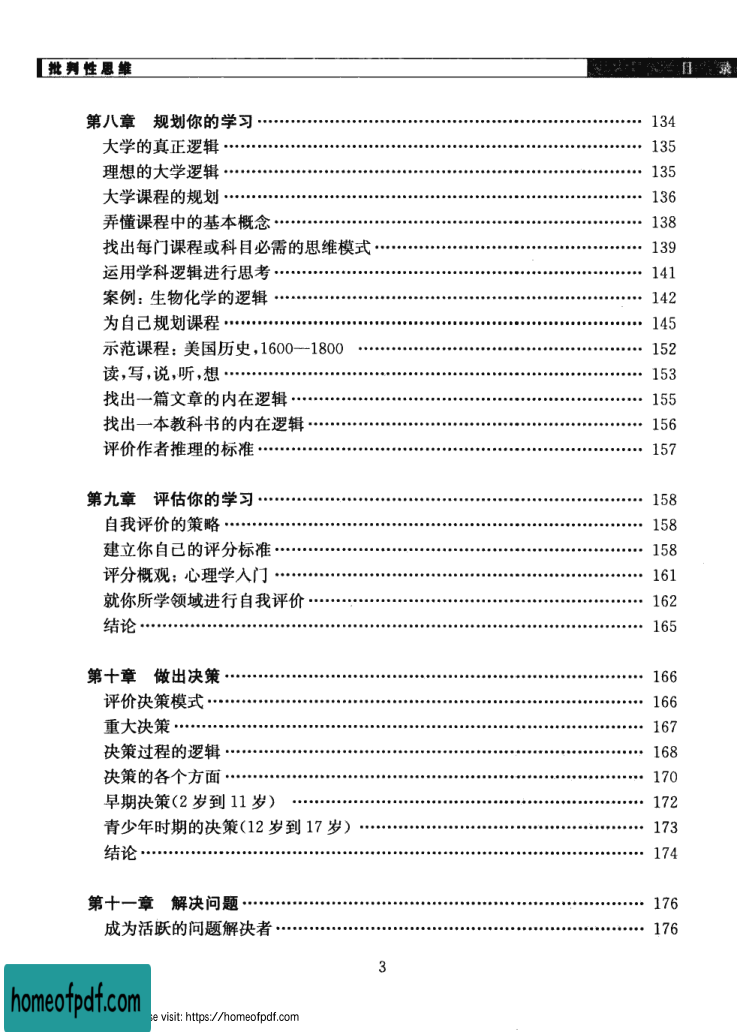 批判性思维 目 录
第八章 规划你的学习 134
大学的真正逻辑 135
理想的大学逻辑 135
大学课程的规划 136
弄懂课程中的基本概念 138
找出每门课程或科目必需的思维模式 139
运用学科逻辑进行思考 141
案例：生物化学的逻辑 142
为自己规划课程 145
示范课程：美国历史,1600—1800 152
读,写,说,听,想 153
找出一篇文章的内在逻辑 155
找出一本教科书的内在逻辑 156
评价作者推理的标准 157
第九章 评估你的学习 158
自我评价的策略 158
建立你自己的评分标准 158
评分概观：心理学入门 161
就你所学领域进行自我评价 162
结论 165
第十章 做出决策 166
评价决策模式 166
重大决策 167
决策过程的逻辑 168
决策的各个方面 170
早期决策(2 岁到 11 岁) 172
青少年时期的决策(12 岁到 17 岁) 173
结论 174
第十一章 解决问题 176
成为活跃的问题解决者 176
3
homeofpdf.com
se visit: https://homeofpdf.com